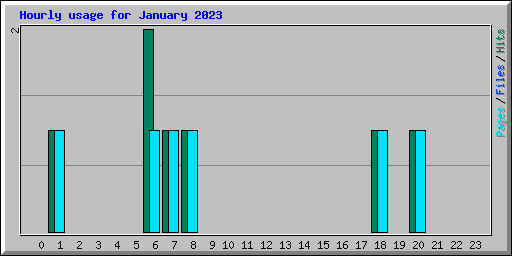 Hourly usage for January 2023
2
Pages/Files/Hits
0 1 2 3 4 5 6 7 8 9 10 11 12 13 14 15 16 17 18 19 20 21 22 23